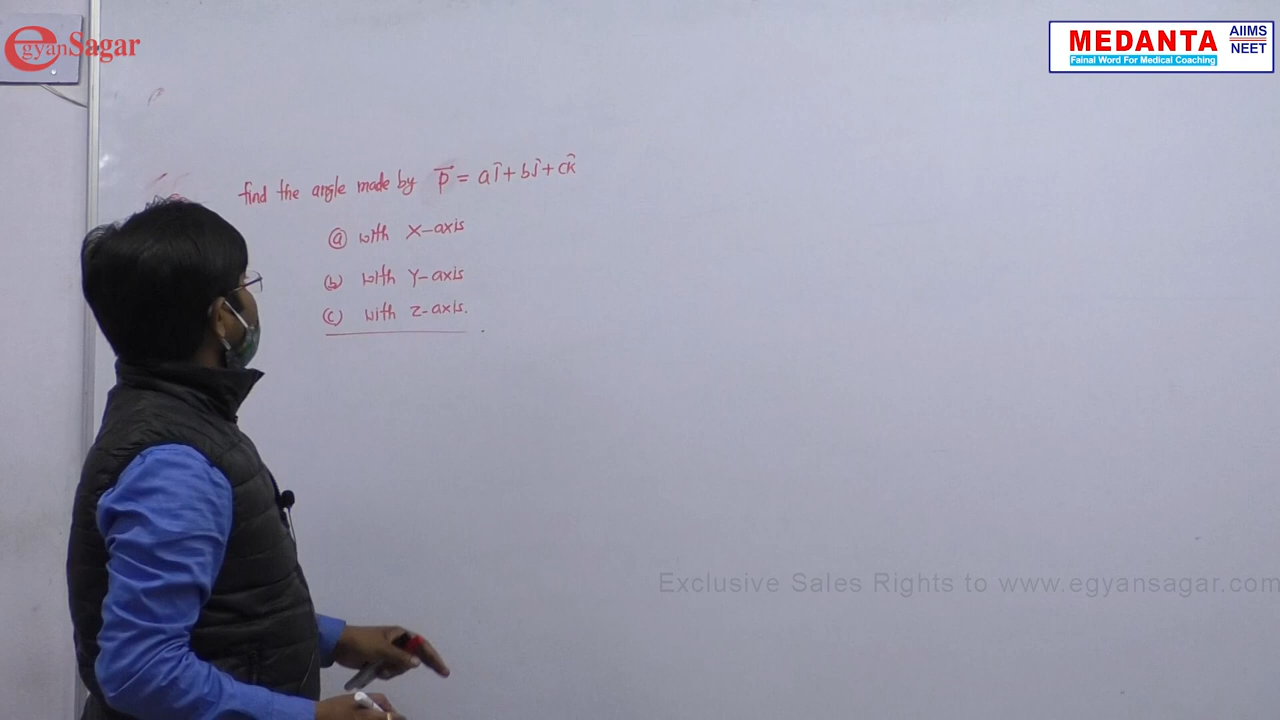 egyanSagar
MEDANTA AIIMS NEET
Fainal Word For Medical Coaching
find the angle made by P⃗ = aî + bĵ + ck̂
(a) with X-axis
(b) with Y-axis
(c) with Z-axis.
Exclusive Sales Rights to www.egyansagar.com